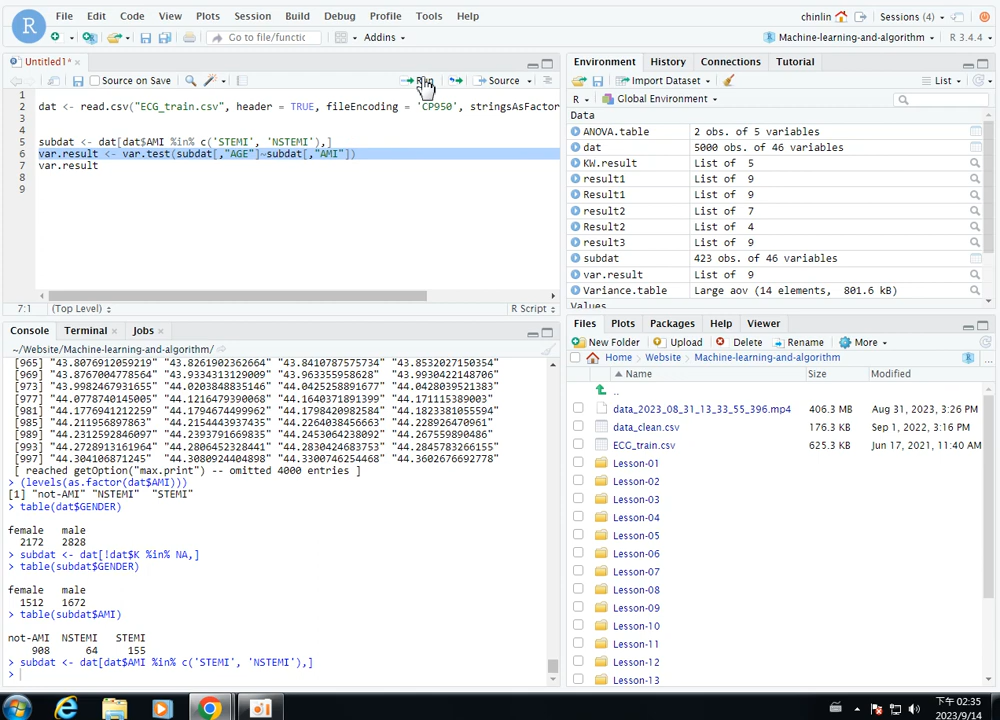 File Edit Code View Plots Session Build Debug Profile Tools Help
chinlin Sessions (4)
Go to file/functic Addins
Machine-learning-and-algorithm R 3.4.4
Untitled1*
Source on Save Run Source
1
2 dat <- read.csv("ECG_train.csv", header = TRUE, fileEncoding = 'CP950', stringsAsFactor
3
4
5 subdat <- dat[dat$AMI %in% c('STEMI', 'NSTEMI'),]
6 var.result <- var.test(subdat[,"AGE"]~subdat[,"AMI"])
7 var.result
8
9
7:1 (Top Level) R Script
Console Terminal Jobs
~/Website/Machine-learning-and-algorithm/
[965] "43.8076912059219" "43.8261902362664" "43.8410787575734" "43.8532027150354"
[969] "43.8767004778564" "43.9334313129009" "43.963355958628" "43.9930422148706"
[973] "43.9982467931655" "44.0203848835146" "44.0425258891677" "44.0428039521383"
[977] "44.0778740145005" "44.1216479390068" "44.1640371891399" "44.171115389003"
[981] "44.1776941212259" "44.1794674499962" "44.1798420982584" "44.1823381055594"
[985] "44.211956897863" "44.2154443937435" "44.2264038456663" "44.228926470961"
[989] "44.2312592846097" "44.2393791669835" "44.2453064238092" "44.267559890486"
[993] "44.2728913161964" "44.2806452328441" "44.2830424683753" "44.2845783266155"
[997] "44.304106871245" "44.3080924404898" "44.3330746254468" "44.3602676692778"
[ reached getOption("max.print") -- omitted 4000 entries ]
> (levels(as.factor(dat$AMI)))
[1] "not-AMI" "NSTEMI" "STEMI"
> table(dat$GENDER)
female male
2172 2828
> subdat <- dat[!dat$K %in% NA,]
> table(subdat$GENDER)
female male
1512 1672
> table(subdat$AMI)
not-AMI NSTEMI STEMI
908 64 155
> subdat <- dat[dat$AMI %in% c('STEMI', 'NSTEMI'),]
>
Environment History Connections Tutorial
Import Dataset List
R Global Environment
Data
ANOVA.table 2 obs. of 5 variables
dat 5000 obs. of 46 variables
KW.result List of 5
result1 List of 9
Result1 List of 9
result2 List of 7
Result2 List of 4
result3 List of 9
subdat 423 obs. of 46 variables
var.result List of 9
Variance.table Large aov (14 elements, 801.6 kB)
Values
Files Plots Packages Help Viewer
New Folder Upload Delete Rename More
Home Website Machine-learning-and-algorithm ...
Name Size Modified
..
data_2023_08_31_13_33_55_396.mp4 406.3 MB Aug 31, 2023, 3:26 PM
data_clean.csv 176.3 KB Sep 1, 2022, 3:16 PM
ECG_train.csv 625.3 KB Jun 17, 2021, 11:40 AM
Lesson-01
Lesson-02
Lesson-03
Lesson-04
Lesson-05
Lesson-06
Lesson-07
Lesson-08
Lesson-09
Lesson-10
Lesson-11
Lesson-12
Lesson-13
下午 02:35
2023/9/14